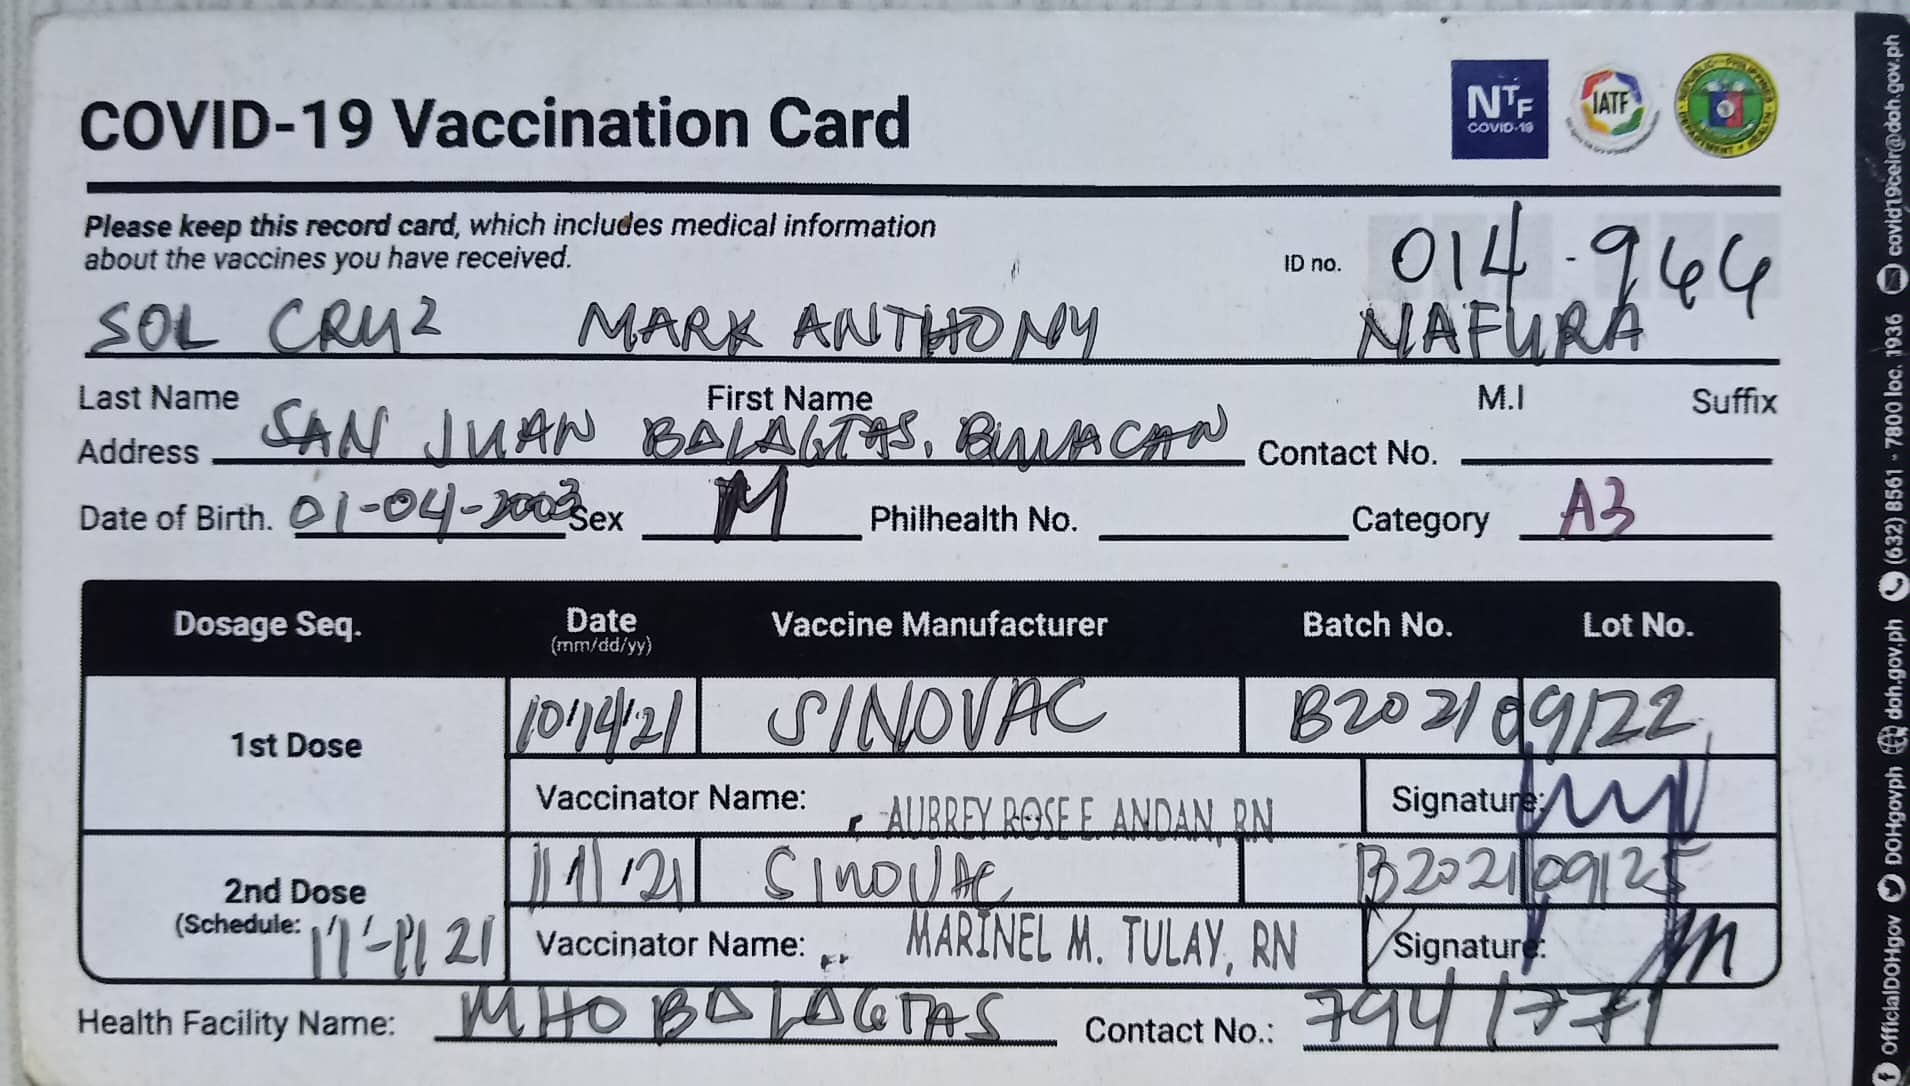 COVID-19 Vaccination Card
NTF COVID-19
IATF
Please keep this record card, which includes medical information
about the vaccines you have received.
ID no. 014-964
SOL CRUZ MARK ANTHONY NAFURA
Last Name First Name M.I Suffix
Address SAN JUAN BALAGTAS, BULACAN Contact No.
Date of Birth. 01-04-2003 Sex M Philhealth No. Category A3
Dosage Seq. Date Vaccine Manufacturer Batch No. Lot No.
(mm/dd/yy)
1st Dose 10/14/21 SINOVAC B202109122
Vaccinator Name: AUBREY ROSE E. ANDAN, RN Signature:
2nd Dose 11/11/21 SINOVAC B202109125
(Schedule: 11-11-21 Vaccinator Name: MARINEL M. TULAY, RN Signature:
Health Facility Name: MHO BALAGTAS Contact No.: 7941771
OfficialDOHgov DOHgovph doh.gov.ph (632) 8561 - 7800 loc. 1936 covid19ceir@doh.gov.ph